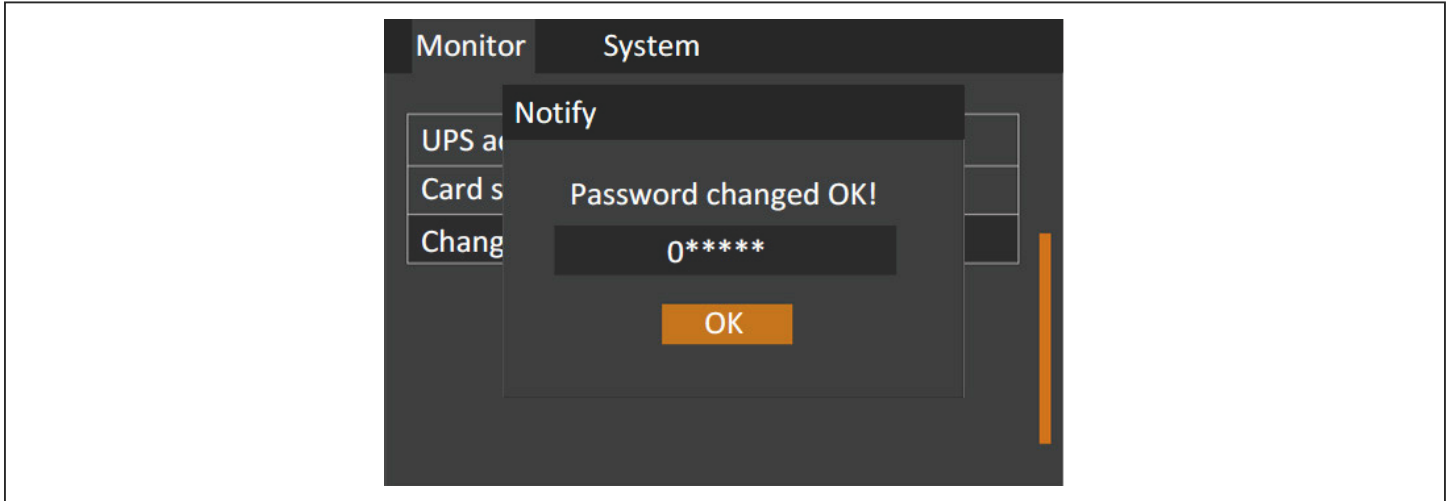 Monitor System
Notify
UPS a
Card s
Password changed OK!
Chang
0*****
OK